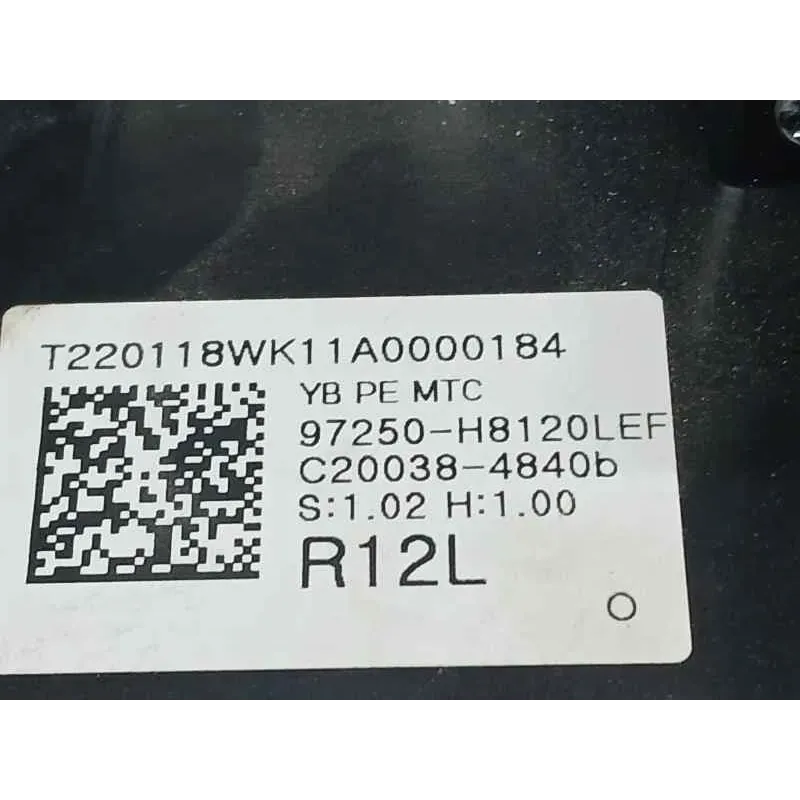 T220118WK11A0000184
YB PE MTC
97250-H8120LEF
C20038-4840b
S:1.02 H:1.00
R12L